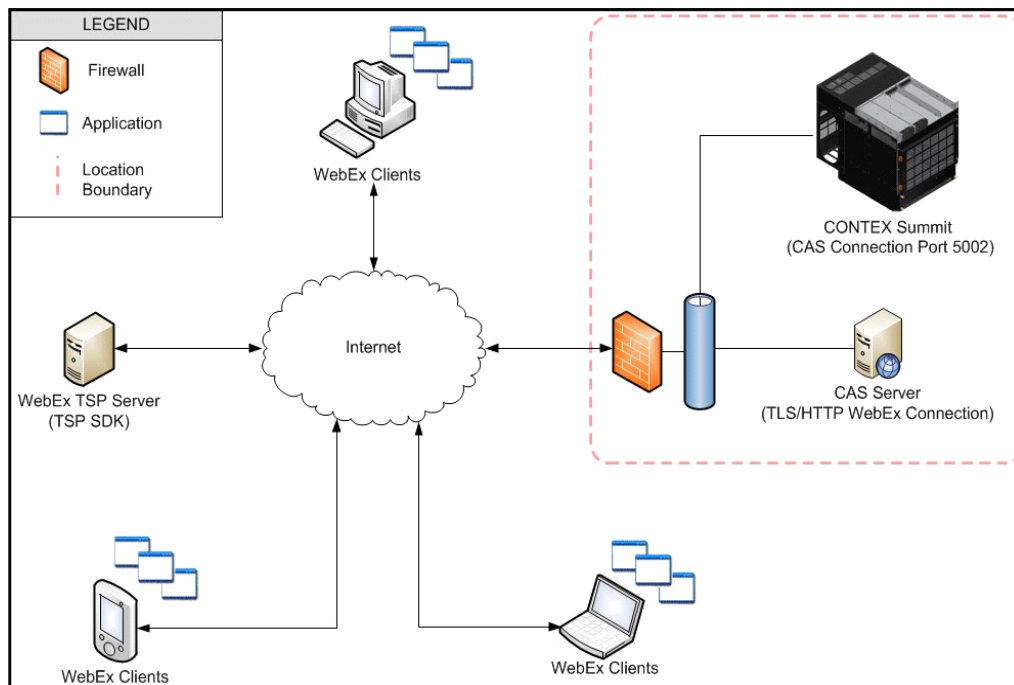 LEGEND
Firewall
Application
Location
Boundary
WebEx Clients
CONTEX Summit
(CAS Connection Port 5002)
Internet
WebEx TSP Server
(TSP SDK)
CAS Server
(TLS/HTTP WebEx Connection)
WebEx Clients
WebEx Clients